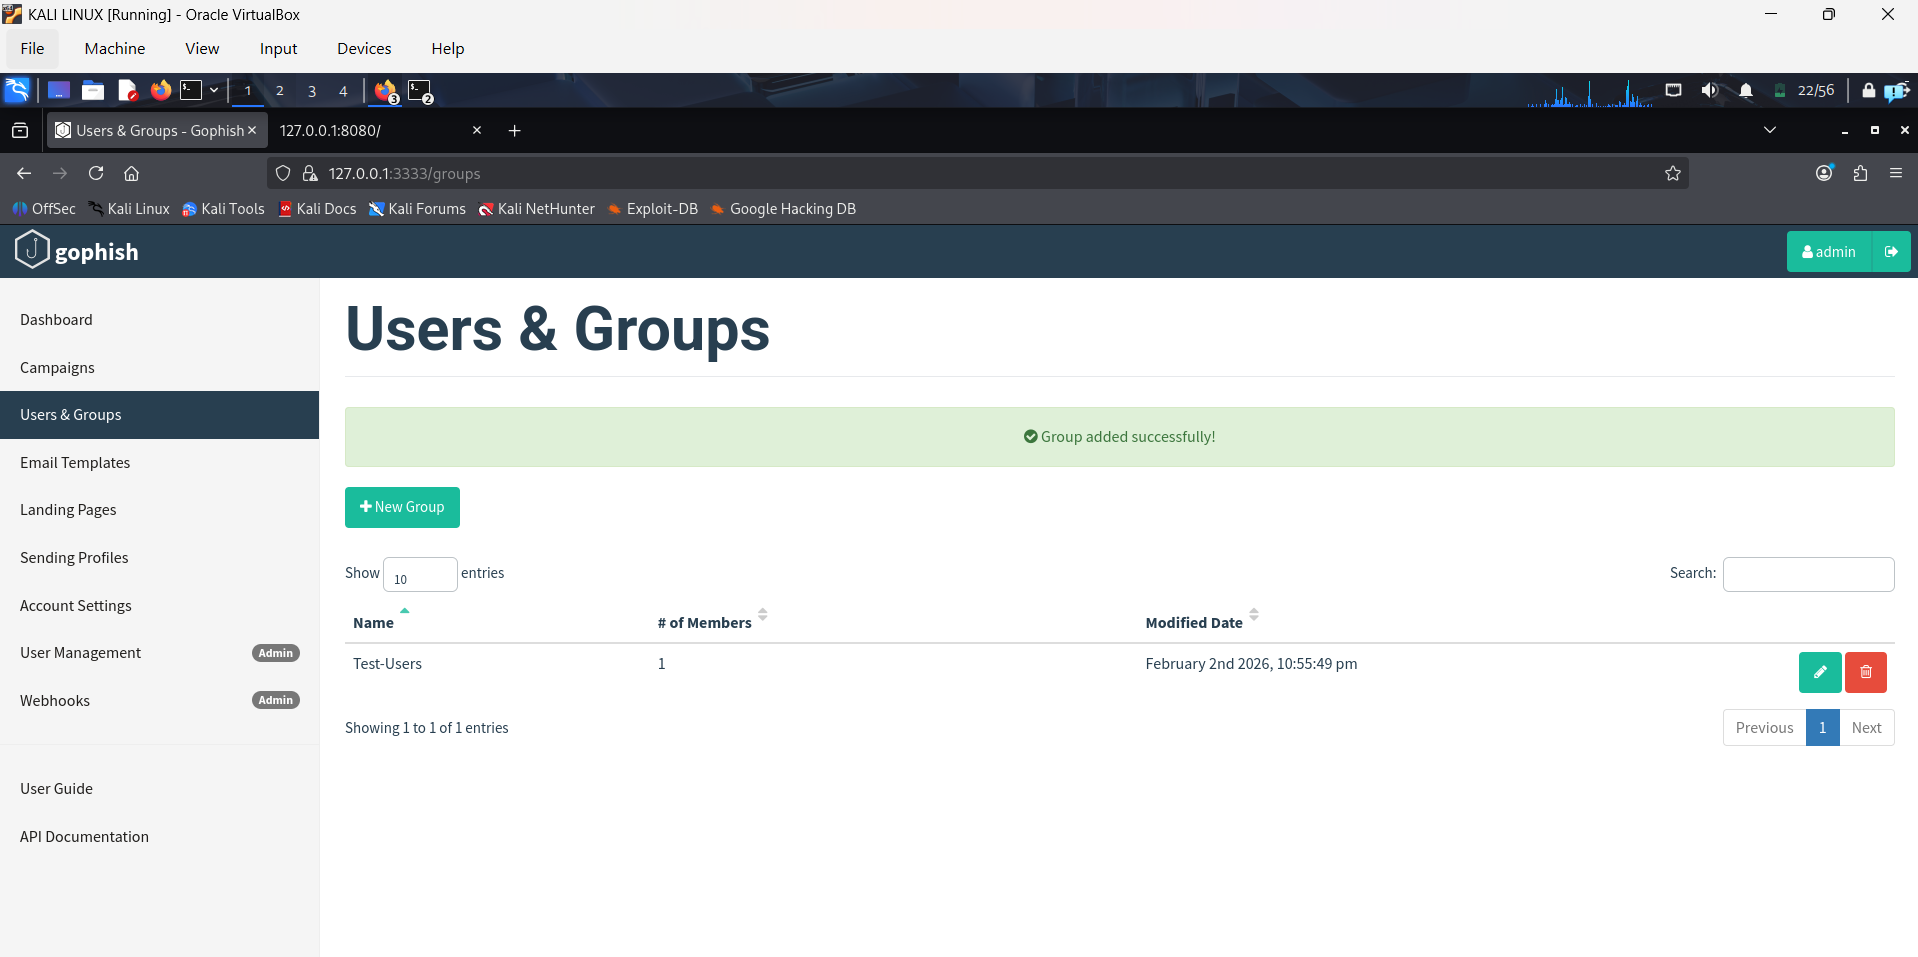 KALI LINUX [Running] - Oracle VirtualBox
File Machine View Input Devices Help
1 2 3 4 3 2 22/56
Users & Groups - Gophish 127.0.0.1:8080/
127.0.0.1:3333/groups
OffSec Kali Linux Kali Tools Kali Docs Kali Forums Kali NetHunter Exploit-DB Google Hacking DB
gophish admin
Dashboard
Campaigns
Users & Groups
Email Templates
Landing Pages
Sending Profiles
Account Settings
User Management Admin
Webhooks Admin
User Guide
API Documentation
Users & Groups
Group added successfully!
New Group
Show 10 entries Search:
Name # of Members Modified Date
Test-Users 1 February 2nd 2026, 10:55:49 pm
Showing 1 to 1 of 1 entries Previous 1 Next